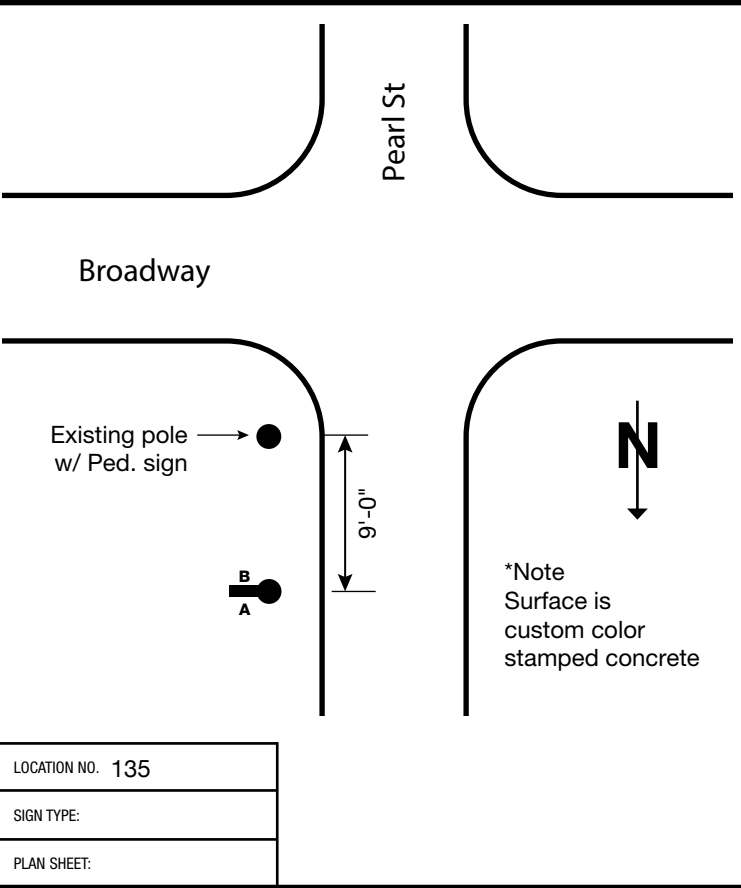 Pearl St
Broadway
Existing pole
w/ Ped. sign
N
9'-0"
B
A
*Note
Surface is
custom color
stamped concrete
LOCATION NO. 135
SIGN TYPE:
PLAN SHEET: